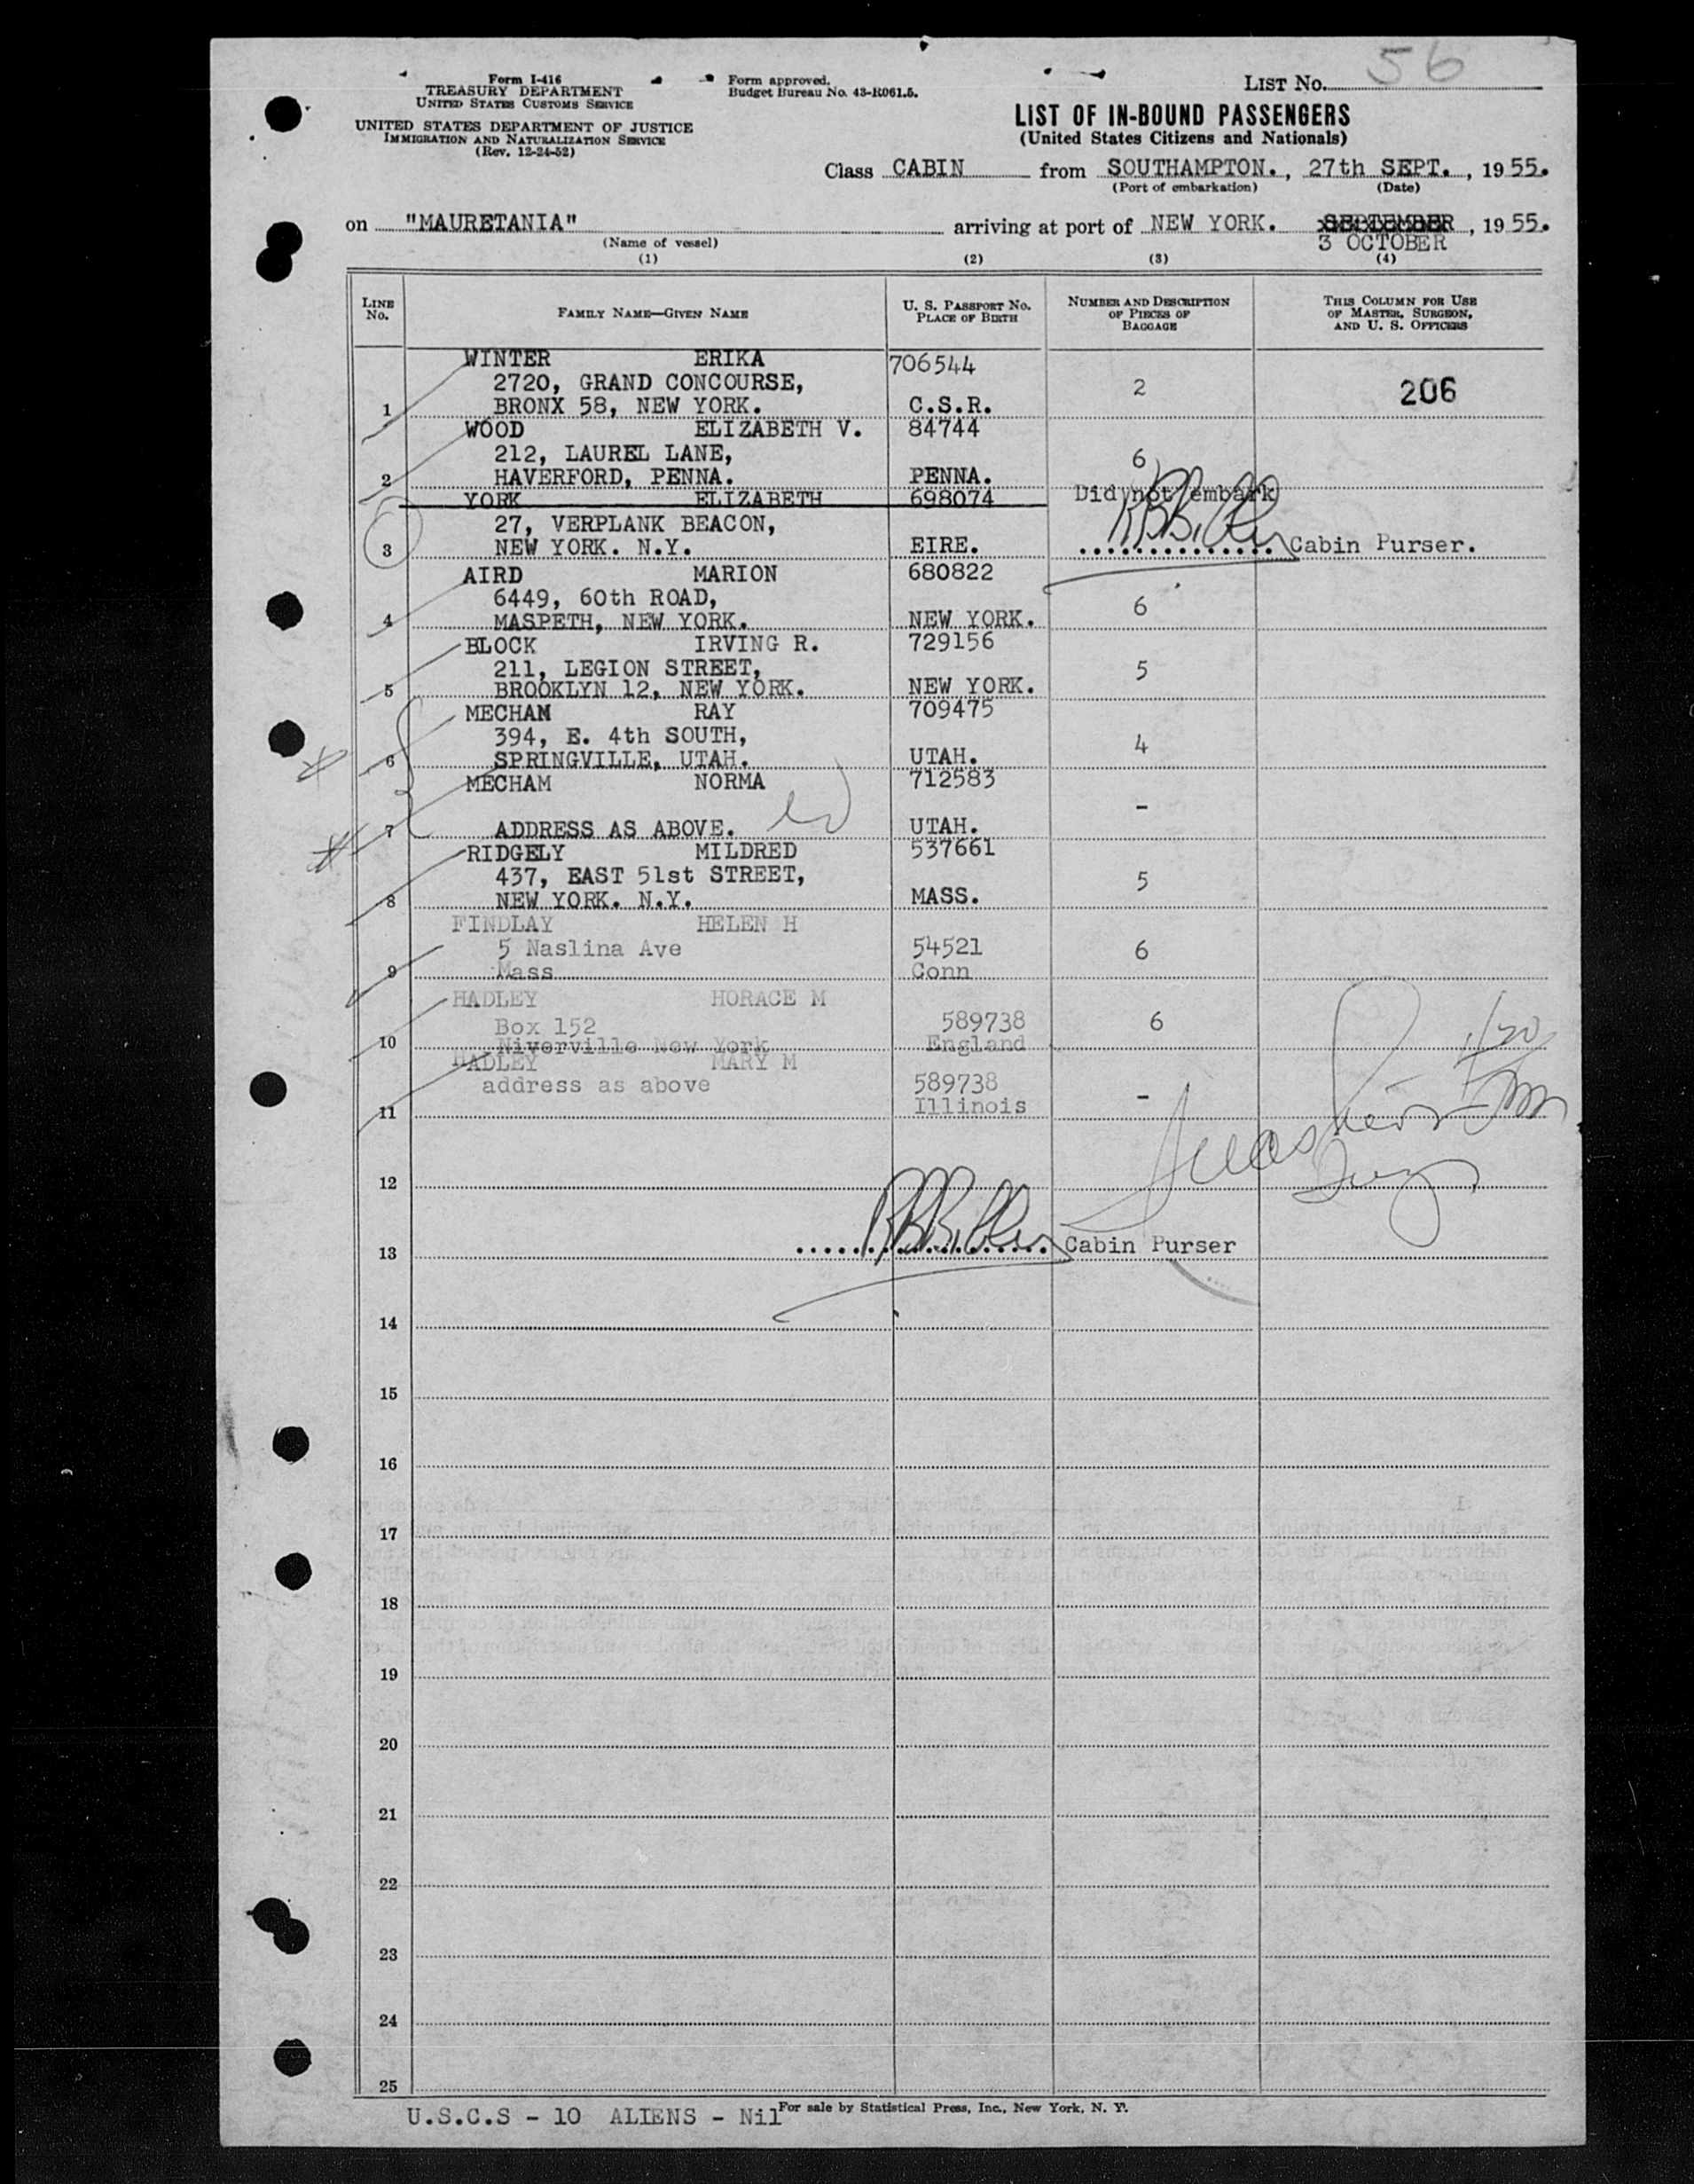 56
Form I-416
TREASURY DEPARTMENT
UNITED STATES CUSTOMS SERVICE
UNITED STATES DEPARTMENT OF JUSTICE
IMMIGRATION AND NATURALIZATION SERVICE
(Rev. 12-24-52)
Form approved.
Budget Bureau No. 43-R061.5.
LIST No.
LIST OF IN-BOUND PASSENGERS
(United States Citizens and Nationals)
Class CABIN from SOUTHAMPTON., 27th SEPT., 1955.
(Port of embarkation) (Date)
on "MAURETANIA" arriving at port of NEW YORK. SEPTEMBER, 1955.
(Name of vessel) 3 OCTOBER
(1) (2) (3) (4)
LINE No. FAMILY NAME—GIVEN NAME U. S. PASSPORT NO. PLACE OF BIRTH NUMBER AND DESCRIPTION OF PIECES OF BAGGAGE THIS COLUMN FOR USE OF MASTER, SURGEON, AND U. S. OFFICERS
WINTER ERIKA 706544
2720, GRAND CONCOURSE, 2 206
1 BRONX 58, NEW YORK. C.S.R.
WOOD ELIZABETH V. 84744
212, LAUREL LANE, 6
2 HAVERFORD, PENNA. PENNA.
YORK ELIZABETH 698074 Did not embark
27, VERPLANK BEACON,
3 NEW YORK. N.Y. EIRE. Cabin Purser.
AIRD MARION 680822
6449, 60th ROAD, 6
4 MASPETH, NEW YORK. NEW YORK.
BLOCK IRVING R. 729156
211, LEGION STREET, 5
5 BROOKLYN 12, NEW YORK. NEW YORK.
MECHAM RAY 709475
394, E. 4th SOUTH, 4
6 SPRINGVILLE, UTAH. UTAH.
MECHAM NORMA 712583
-
7 ADDRESS AS ABOVE. UTAH.
RIDGELY MILDRED 537661
437, EAST 51st STREET, 5
8 NEW YORK. N.Y. MASS.
FINDLAY HELEN H
5 Naslina Ave 54521 6
9 Mass Conn
HADLEY HORACE M
Box 152 589738 6
10 Niverville New York England
HADLEY MARY M
address as above 589738 -
11 Illinois
12
13 Cabin Purser
14
15
16
17
18
19
20
21
22
23
24
25
U.S.C.S - 10 ALIENS - Nil For sale by Statistical Press, Inc., New York, N. Y.